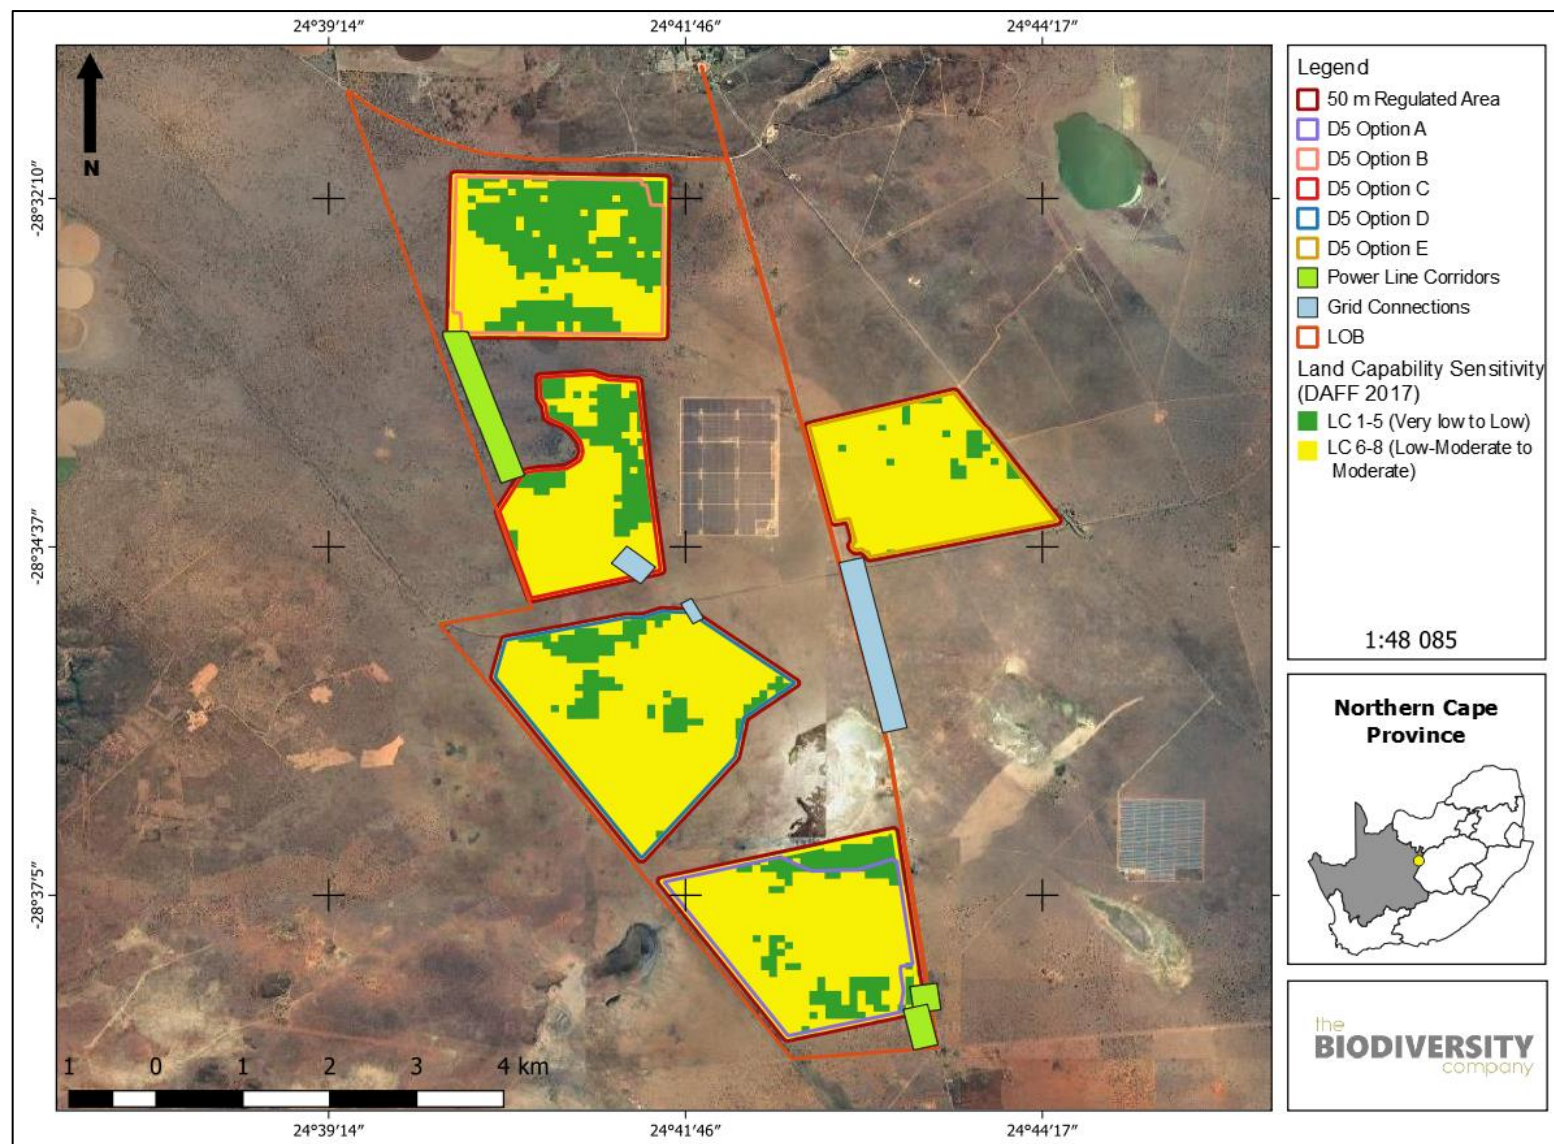 24°39′14″ 24°41′46″ 24°44′17″
N
-28°32′10″
-28°34′37″
-28°37′5″
1 0 1 2 3 4 km
24°39′14″ 24°41′46″ 24°44′17″
Legend
50 m Regulated Area
D5 Option A
D5 Option B
D5 Option C
D5 Option D
D5 Option E
Power Line Corridors
Grid Connections
LOB
Land Capability Sensitivity
(DAFF 2017)
LC 1-5 (Very low to Low)
LC 6-8 (Low-Moderate to
Moderate)
1:48 085
Northern Cape
Province
the
BIODIVERSITY
company